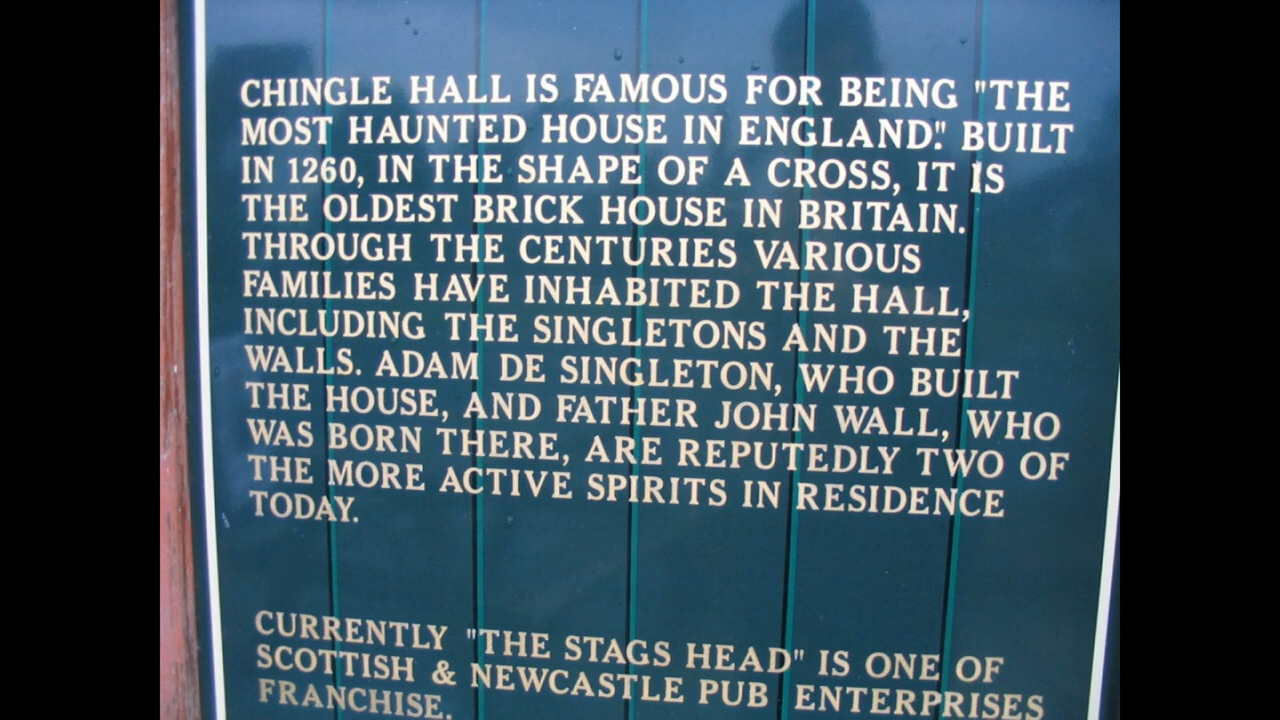 CHINGLE HALL IS FAMOUS FOR BEING "THE
MOST HAUNTED HOUSE IN ENGLAND." BUILT
IN 1260, IN THE SHAPE OF A CROSS, IT IS
THE OLDEST BRICK HOUSE IN BRITAIN.
THROUGH THE CENTURIES VARIOUS
FAMILIES HAVE INHABITED THE HALL,
INCLUDING THE SINGLETONS AND THE
WALLS. ADAM DE SINGLETON, WHO BUILT
THE HOUSE, AND FATHER JOHN WALL, WHO
WAS BORN THERE, ARE REPUTEDLY TWO OF
THE MORE ACTIVE SPIRITS IN RESIDENCE
TODAY.
CURRENTLY "THE STAGS HEAD" IS ONE OF
SCOTTISH & NEWCASTLE PUB ENTERPRISES
FRANCHISE.